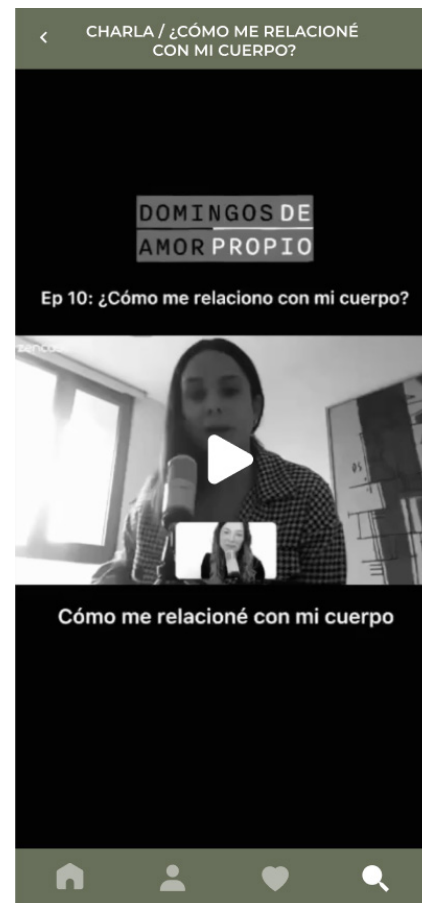 CHARLA / ¿CÓMO ME RELACIONÉ
CON MI CUERPO?
DOMINGOS DE
AMOR PROPIO
Ep 10: ¿Cómo me relaciono con mi cuerpo?
Cómo me relacioné con mi cuerpo